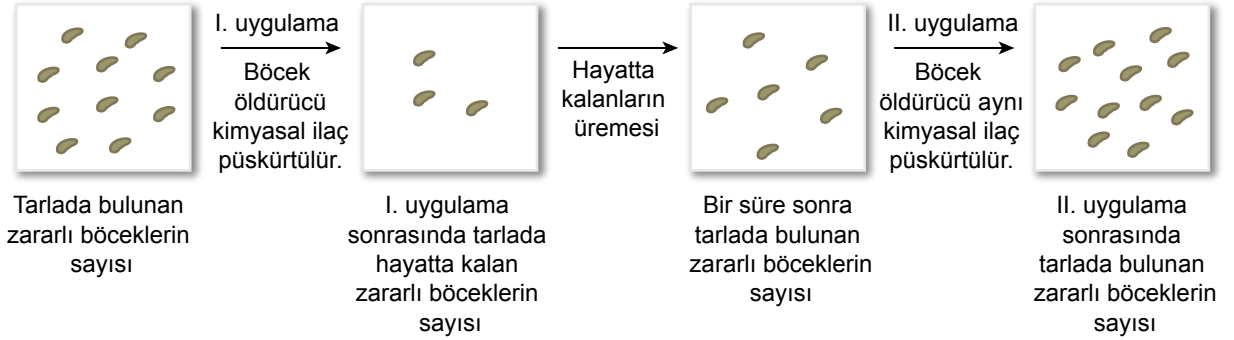 I. uygulama
Böcek
öldürücü
kimyasal ilaç
püskürtülür.
Hayatta
kalanların
üremesi
II. uygulama
Böcek
öldürücü aynı
kimyasal ilaç
püskürtülür.
Tarlada bulunan
zararlı böceklerin
sayısı
I. uygulama
sonrasında tarlada
hayatta kalan
zararlı böceklerin
sayısı
Bir süre sonra
tarlada bulunan
zararlı böceklerin
sayısı
II. uygulama
sonrasında
tarlada bulunan
zararlı böceklerin
sayısı